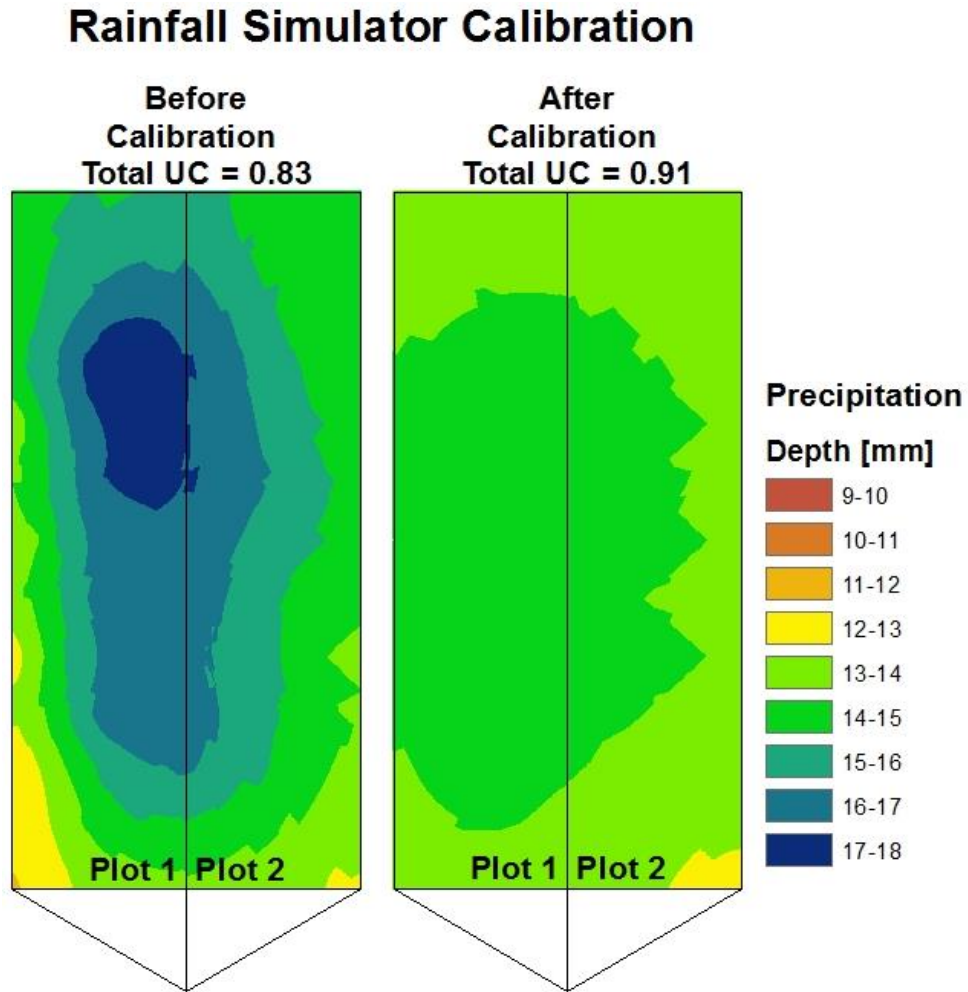 Rainfall Simulator Calibration
Before
Calibration
Total UC = 0.83
After
Calibration
Total UC = 0.91
Plot 1
Plot 2
Plot 1
Plot 2
Precipitation
Depth [mm]
9-10
10-11
11-12
12-13
13-14
14-15
15-16
16-17
17-18